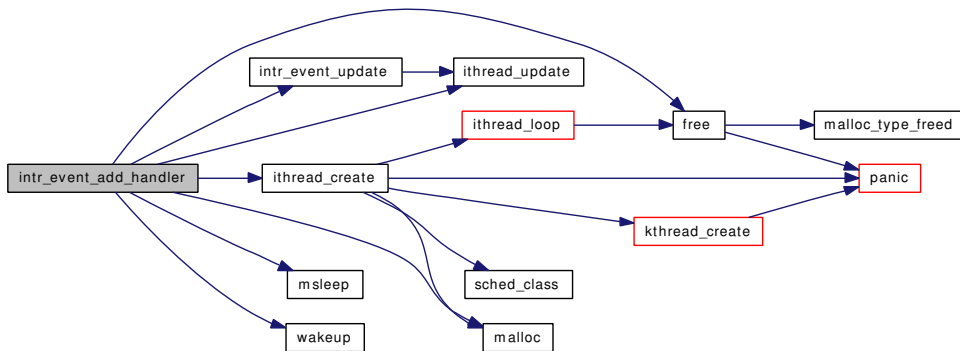 intr_event_update
ithread_update
ithread_loop
free
malloc_type_freed
intr_event_add_handler
ithread_create
panic
kthread_create
msleep
sched_class
wakeup
malloc